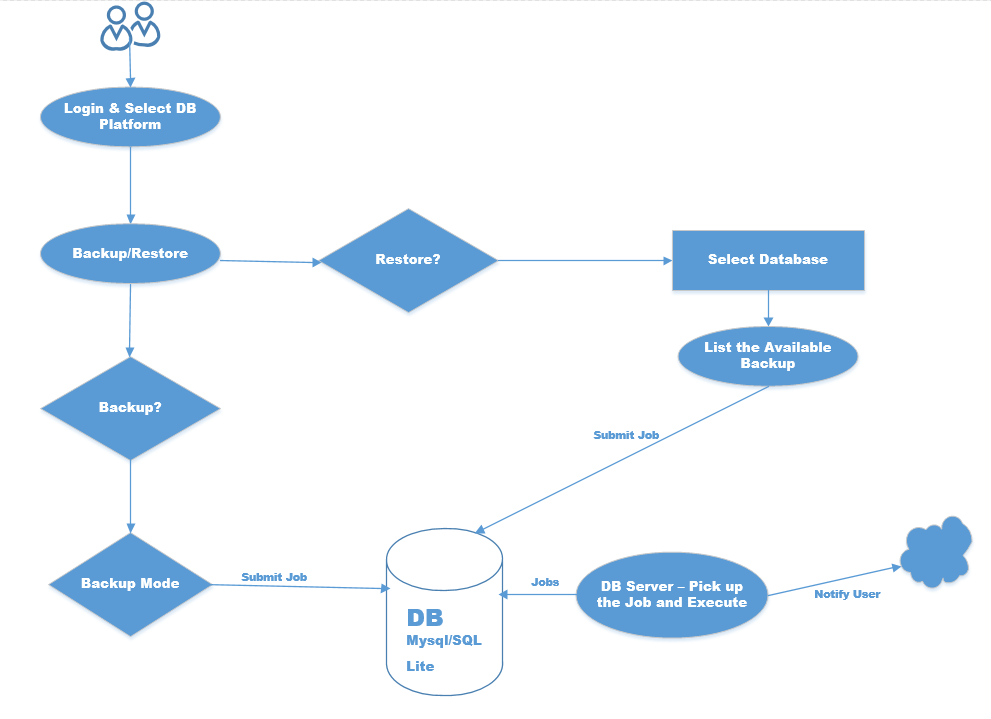 Login & Select DB
Platform
Backup/Restore
Restore?
Select Database
List the Available
Backup
Backup?
Submit Job
Backup Mode
Submit Job
DB
Mysql/SQL
Lite
Jobs
DB Server – Pick up
the Job and Execute
Notify User